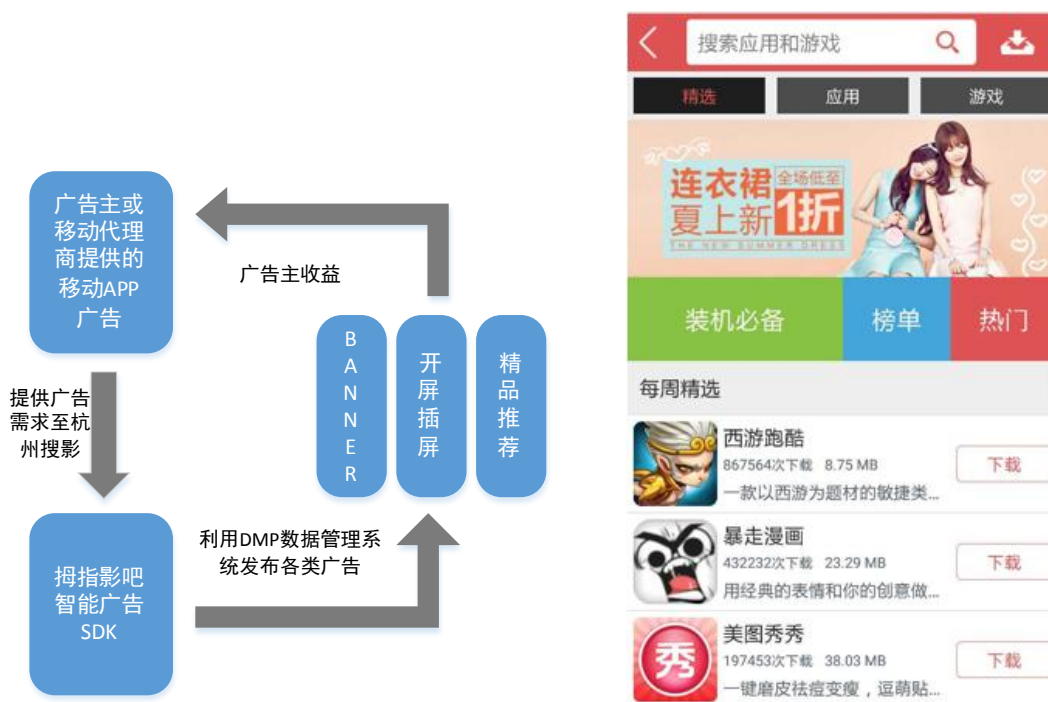 广告主或
移动代理
商提供的
移动APP
广告
广告主收益
提供广告
需求至杭
州搜影
拇指影吧
智能广告
SDK
利用DMP数据管理系
统发布各类广告
BANNER
开屏插屏
精品推荐
搜索应用和游戏
精选 应用 游戏
连衣裙 全场低至
夏上新 1折
THE NEW SUMMER DRESS
装机必备 榜单 热门
每周精选
西游跑酷
867564次下载 8.75 MB
一款以西游为题材的敏捷类...
下载
暴走漫画
432232次下载 23.29 MB
用经典的表情和你的创意做...
下载
秀
美图秀秀
197453次下载 38.03 MB
一键磨皮祛痘变瘦，逗萌贴...
下载